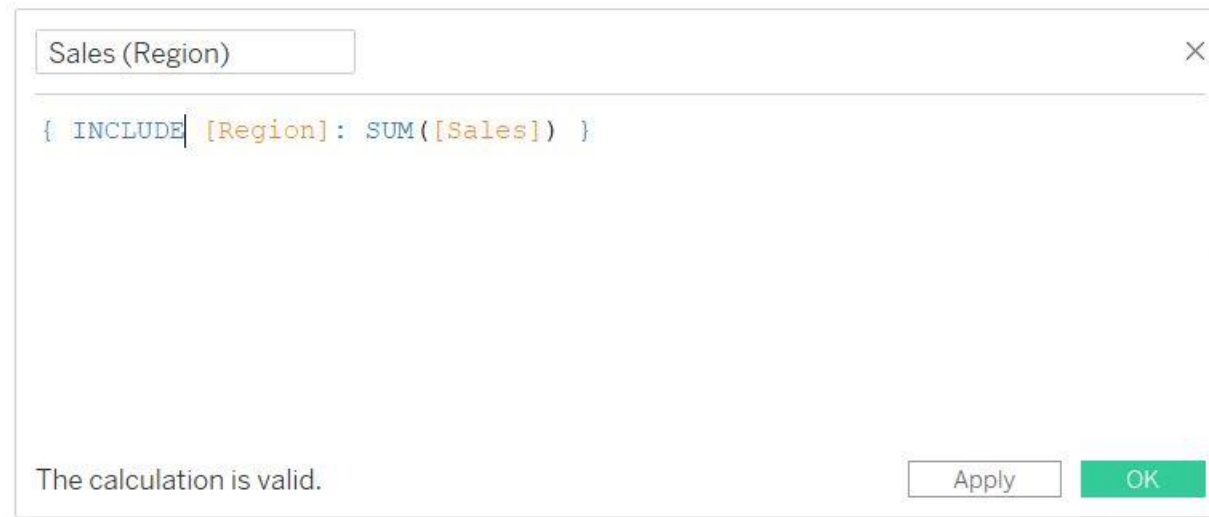 Sales (Region)
{ INCLUDE [Region]: SUM([Sales]) }
The calculation is valid.
Apply
OK